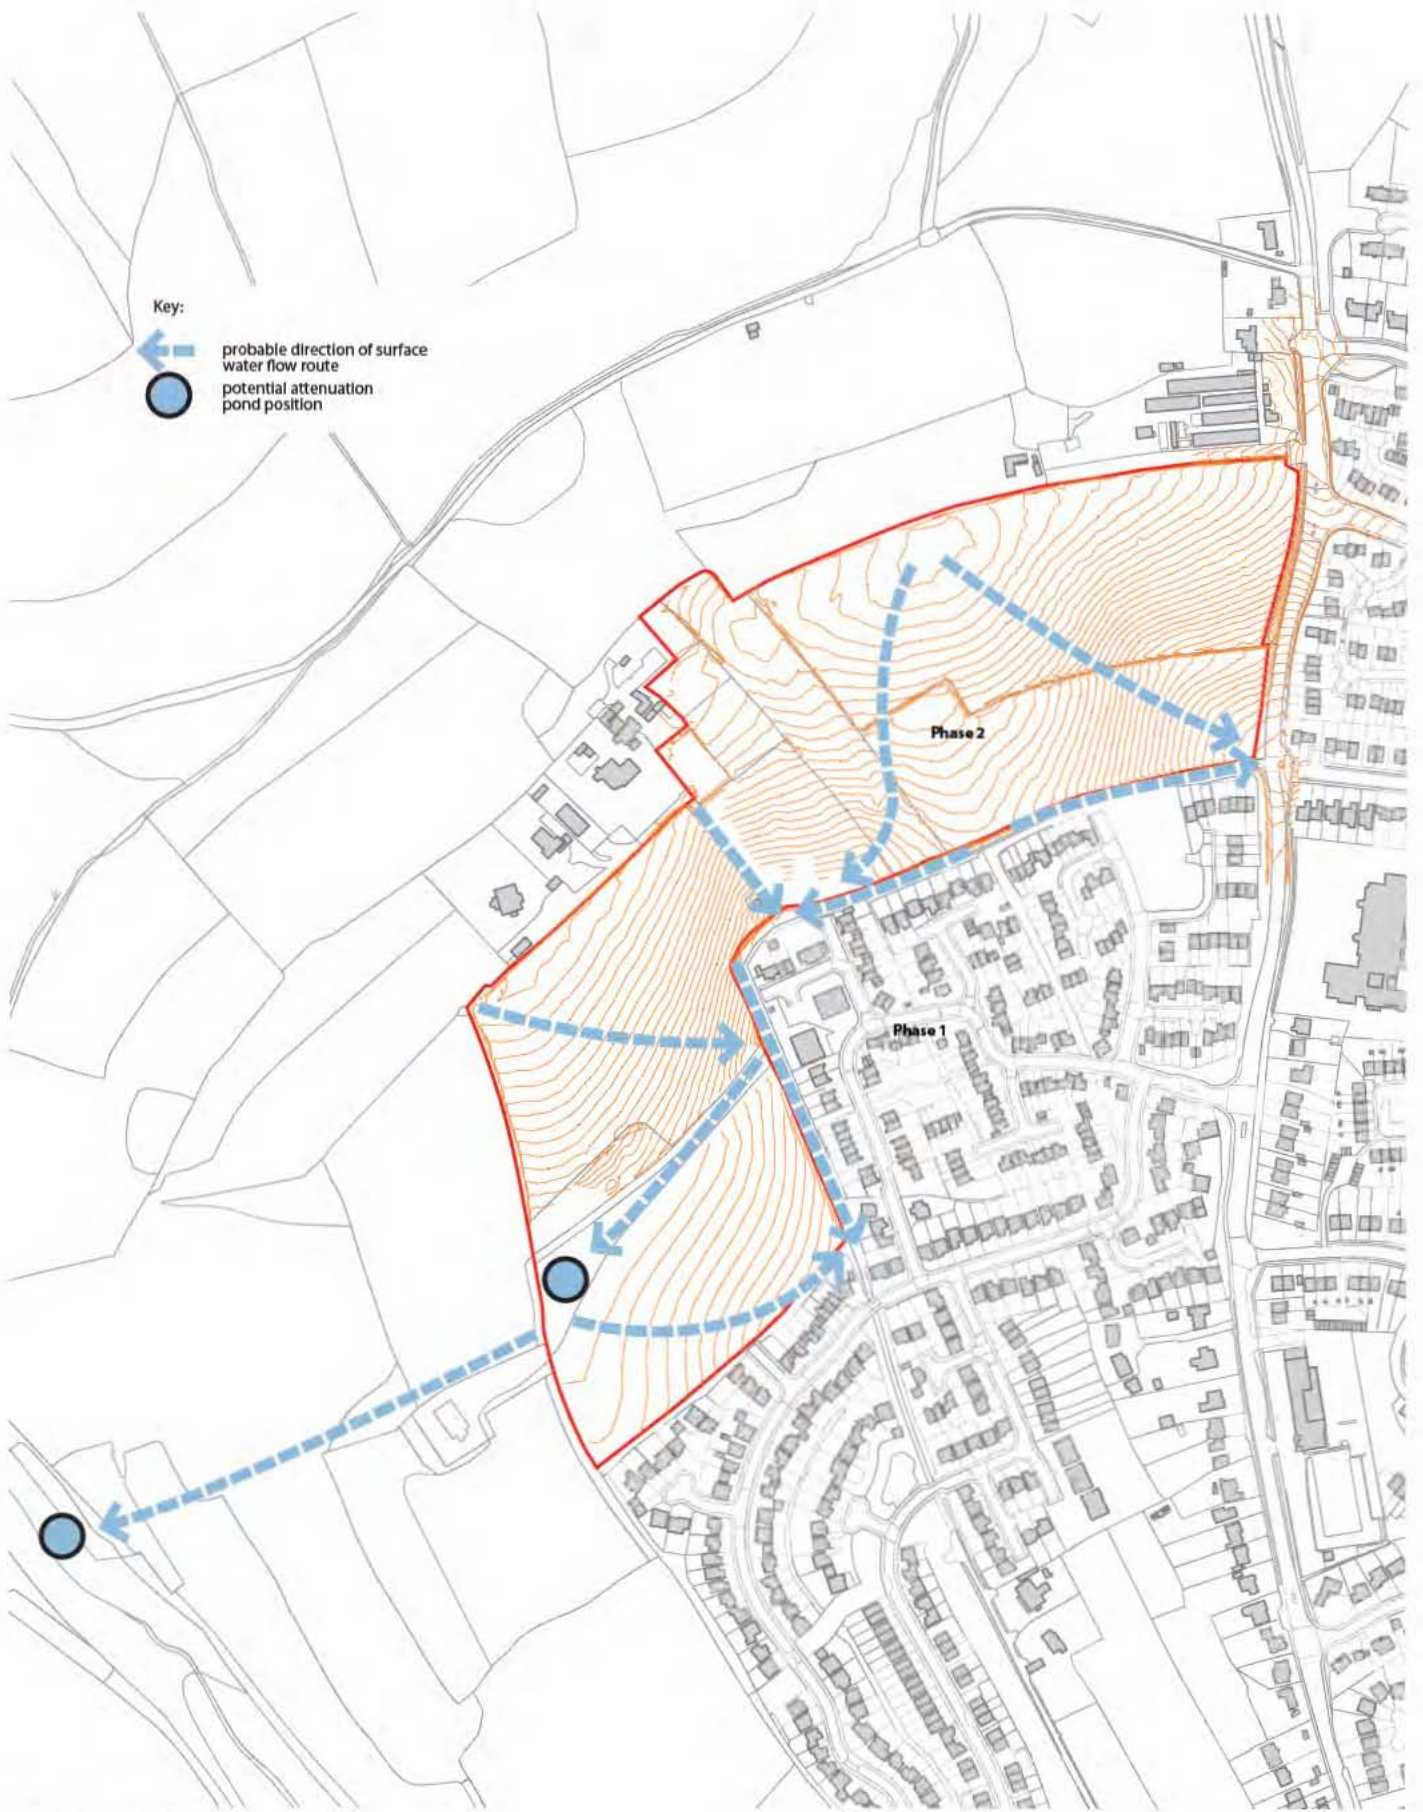 Key:
probable direction of surface
water flow route
potential attenuation
pond position
Phase 2
Phase 1